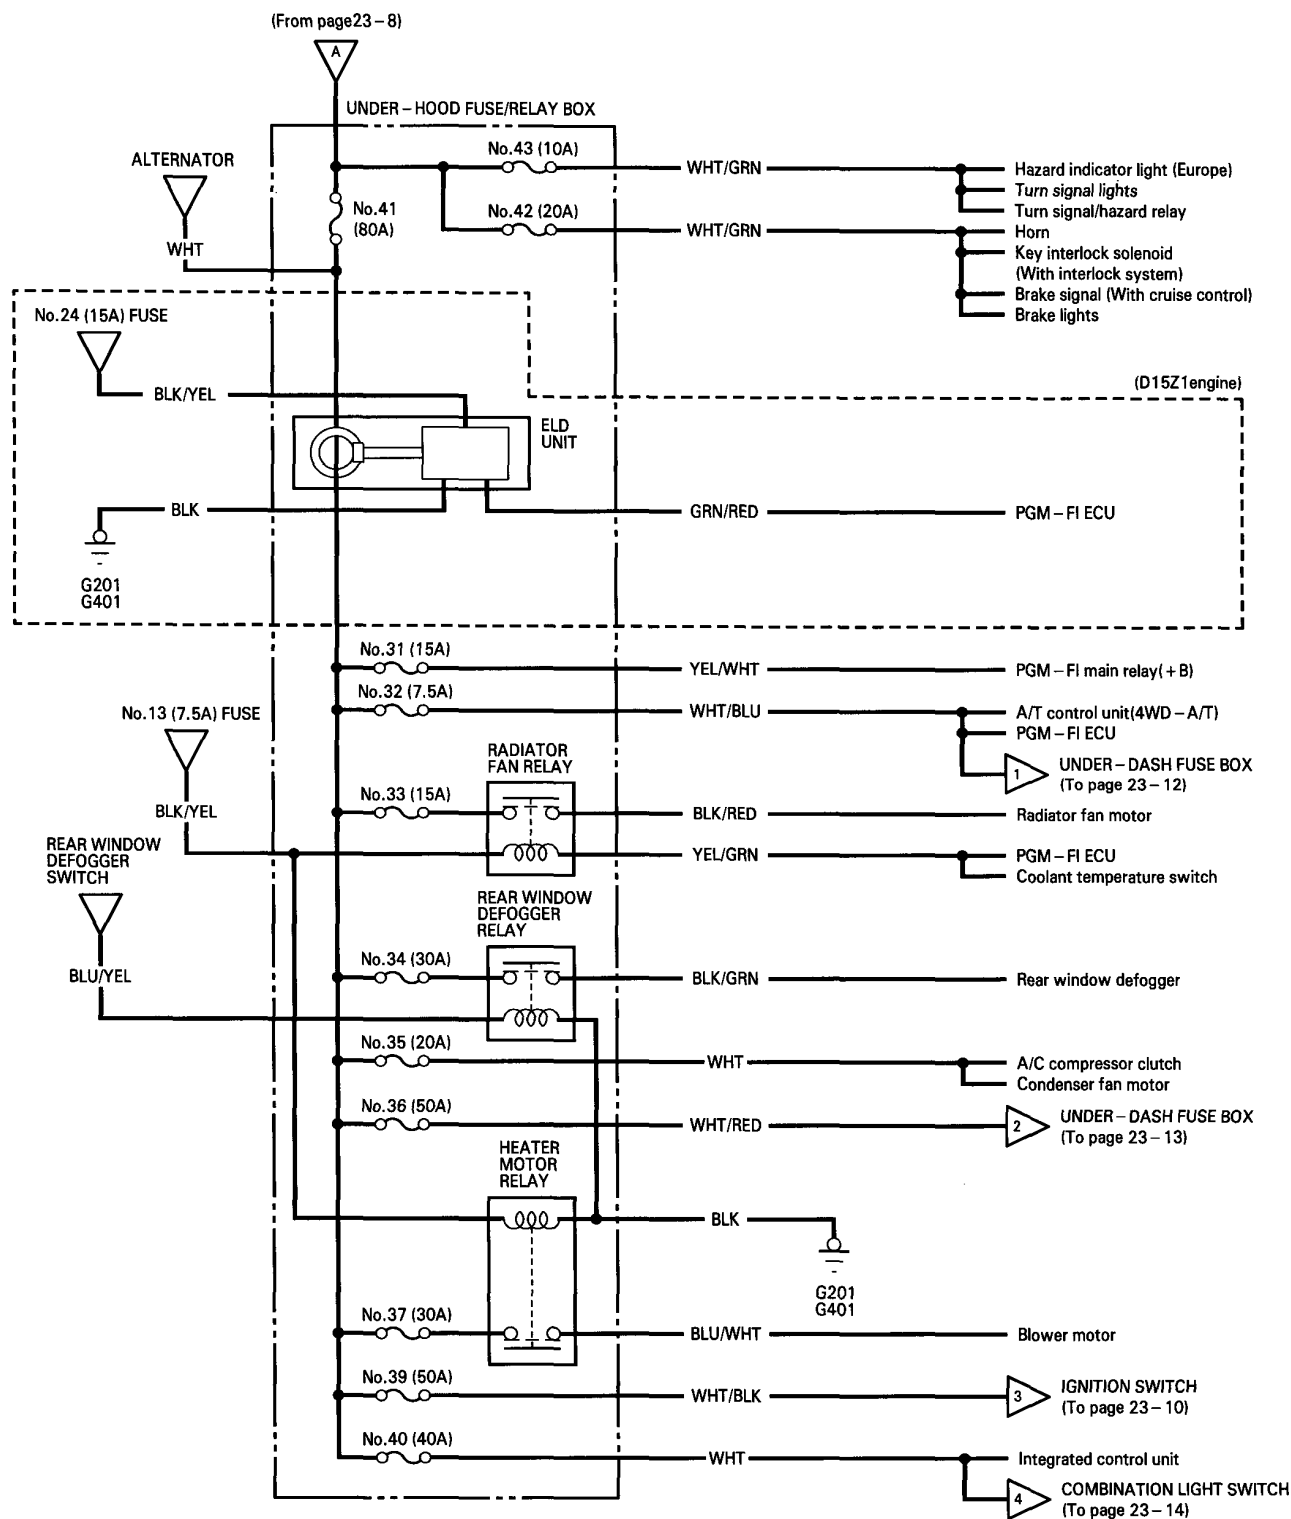 (From page23–8)
A
UNDER–HOOD FUSE/RELAY BOX
ALTERNATOR
WHT
No.41
(80A)
No.43 (10A)
WHT/GRN
Hazard indicator light (Europe)
Turn signal lights
Turn signal/hazard relay
No.42 (20A)
WHT/GRN
Horn
Key interlock solenoid
(With interlock system)
Brake signal (With cruise control)
Brake lights
No.24 (15A) FUSE
BLK/YEL
(D15Z1engine)
ELD
UNIT
BLK
G201
G401
GRN/RED
PGM–FI ECU
No.31 (15A)
YEL/WHT
PGM–FI main relay(+B)
No.32 (7.5A)
WHT/BLU
A/T control unit(4WD–A/T)
PGM–FI ECU
1
UNDER–DASH FUSE BOX
(To page 23–12)
No.13 (7.5A) FUSE
BLK/YEL
RADIATOR
FAN RELAY
No.33 (15A)
BLK/RED
Radiator fan motor
YEL/GRN
PGM–FI ECU
Coolant temperature switch
REAR WINDOW
DEFOGGER
SWITCH
BLU/YEL
REAR WINDOW
DEFOGGER
RELAY
No.34 (30A)
BLK/GRN
Rear window defogger
No.35 (20A)
WHT
A/C compressor clutch
Condenser fan motor
No.36 (50A)
WHT/RED
2
UNDER–DASH FUSE BOX
(To page 23–13)
HEATER
MOTOR
RELAY
BLK
G201
G401
No.37 (30A)
BLU/WHT
Blower motor
No.39 (50A)
WHT/BLK
3
IGNITION SWITCH
(To page 23–10)
No.40 (40A)
WHT
Integrated control unit
4
COMBINATION LIGHT SWITCH
(To page 23–14)